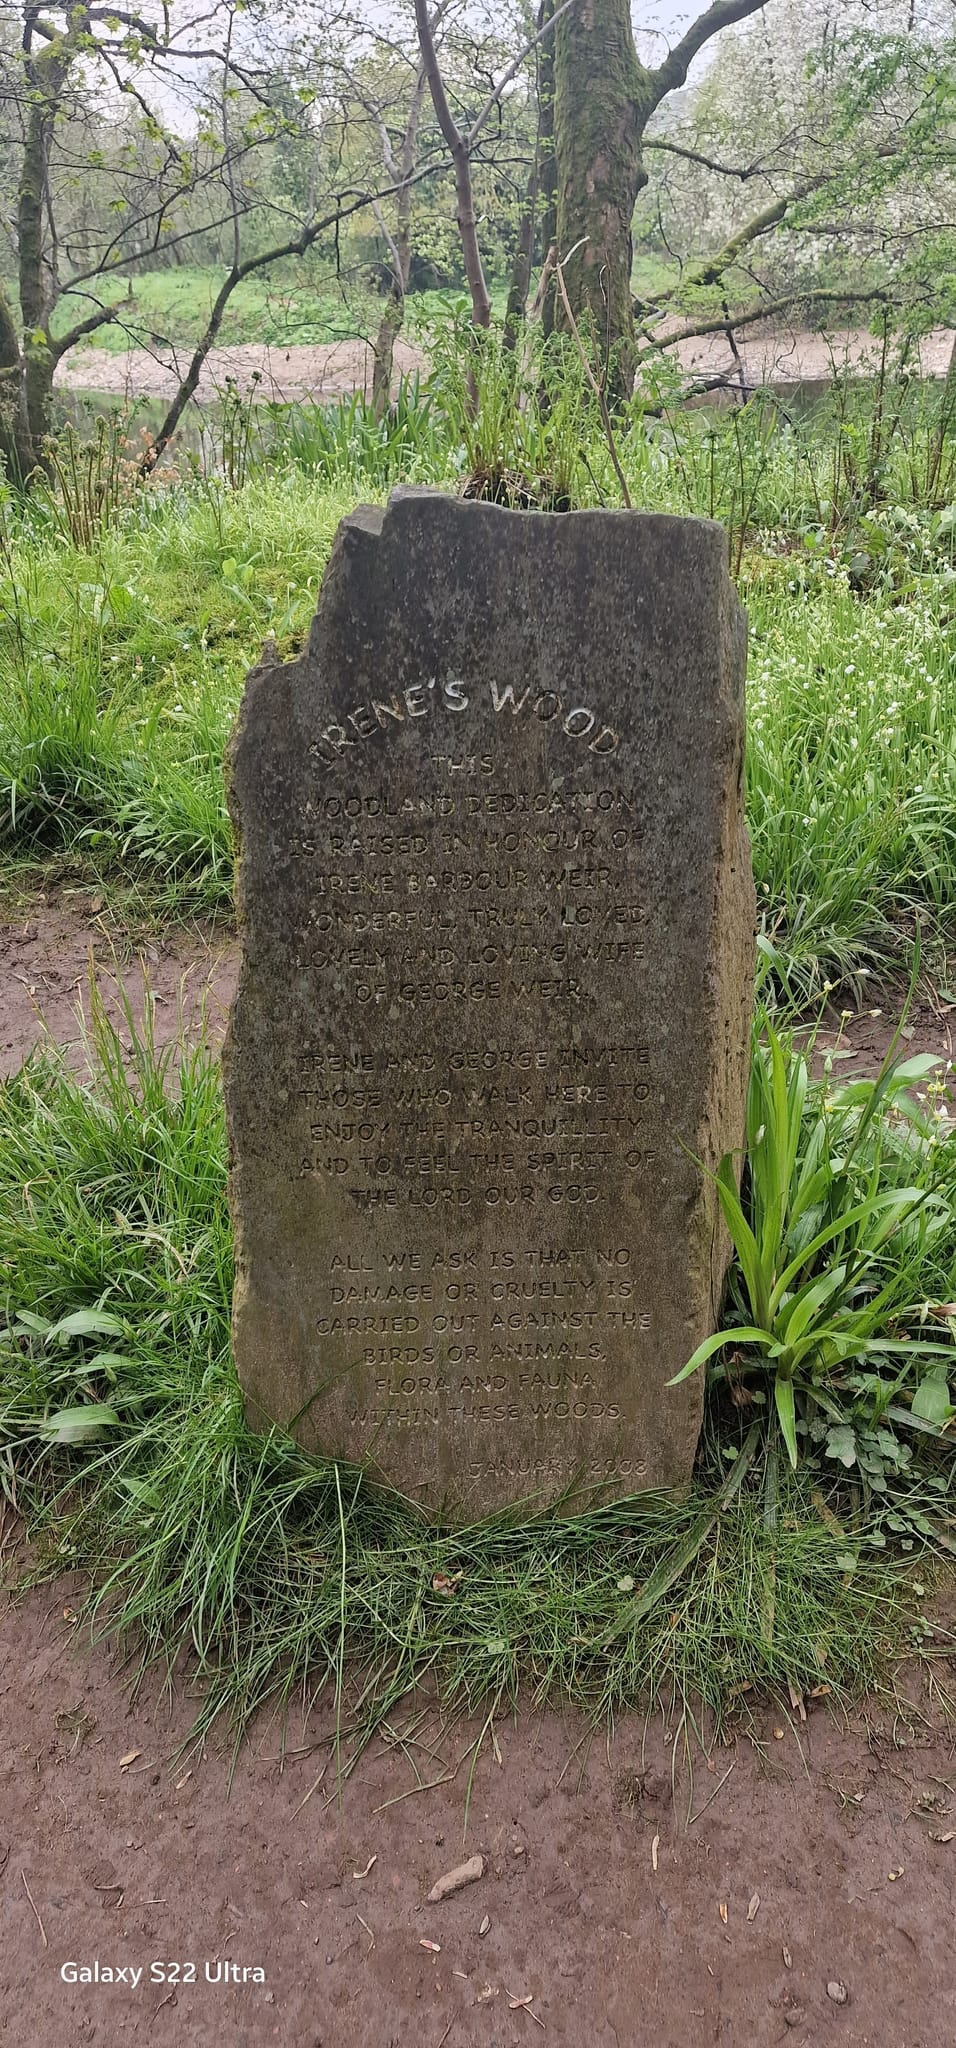 IRENE'S WOOD
THIS
WOODLAND DEDICATION
IS RAISED IN HONOUR OF
IRENE BARBOUR WEIR,
WONDERFUL, TRULY LOVED,
LOVELY AND LOVING WIFE
OF GEORGE WEIR.
IRENE AND GEORGE INVITE
THOSE WHO WALK HERE TO
ENJOY THE TRANQUILLITY
AND TO FEEL THE SPIRIT OF
THE LORD OUR GOD.
ALL WE ASK IS THAT NO
DAMAGE OR CRUELTY IS
CARRIED OUT AGAINST THE
BIRDS OR ANIMALS,
FLORA AND FAUNA
WITHIN THESE WOODS.
JANUARY 2008
Galaxy S22 Ultra